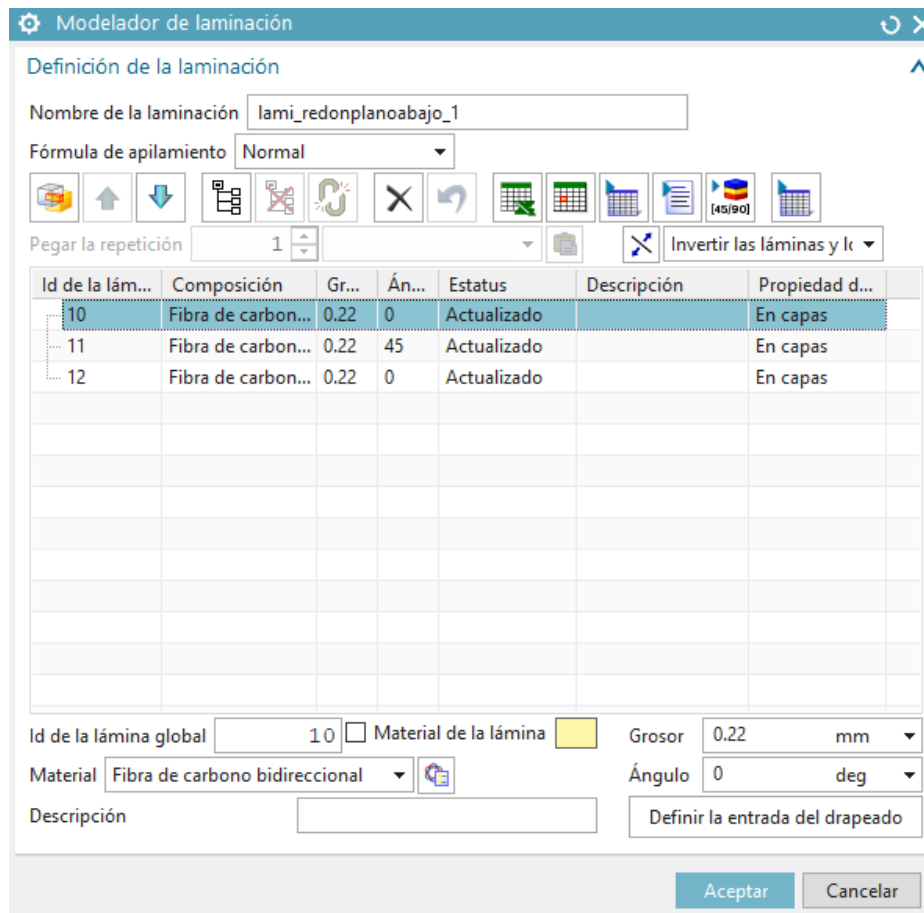 Modelador de laminación
Definición de la laminación
Nombre de la laminación lami_redonplanoabajo_1
Fórmula de apilamiento Normal
[45/90]
Pegar la repetición 1 Invertir las láminas y lo
Id de la lám... Composición Gr... Án... Estatus Descripción Propiedad d...
10 Fibra de carbon... 0.22 0 Actualizado En capas
11 Fibra de carbon... 0.22 45 Actualizado En capas
12 Fibra de carbon... 0.22 0 Actualizado En capas
Id de la lámina global 10 Material de la lámina Grosor 0.22 mm
Material Fibra de carbono bidireccional Ángulo 0 deg
Descripción Definir la entrada del drapeado
Aceptar Cancelar